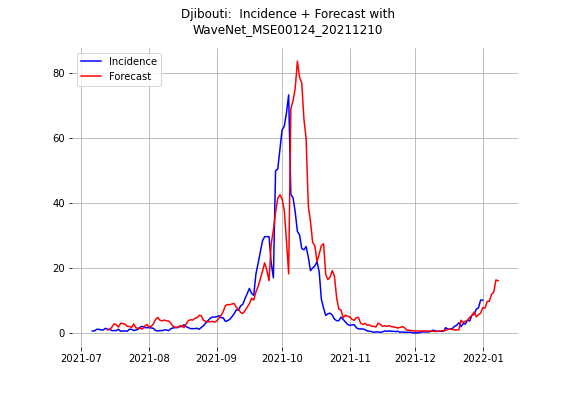 Djibouti:  Incidence + Forecast with
WaveNet_MSE00124_20211210
Incidence
Forecast
80
60
40
20
0
2021-07 2021-08 2021-09 2021-10 2021-11 2021-12 2022-01